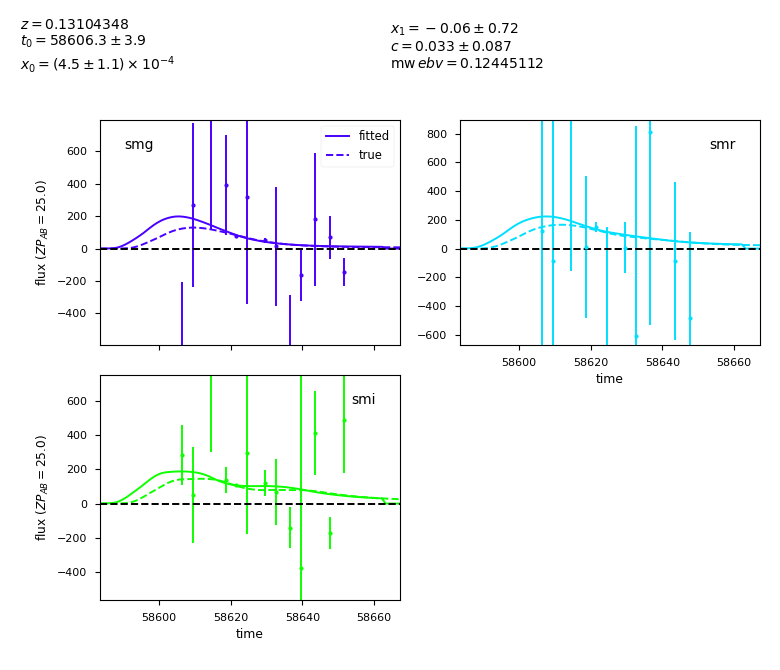 z = 0.13104348
t₀ = 58606.3 ± 3.9
x₀ = (4.5 ± 1.1) × 10⁻⁴
x₁ = −0.06 ± 0.72
c = 0.033 ± 0.087
mw ebv = 0.12445112
smg
fitted
true
600
400
200
0
−200
−400
flux (ZP_AB = 25.0)
smr
800
600
400
200
0
−200
−400
−600
58600 58620 58640 58660
time
smi
600
400
200
0
−200
−400
flux (ZP_AB = 25.0)
58600 58620 58640 58660
time